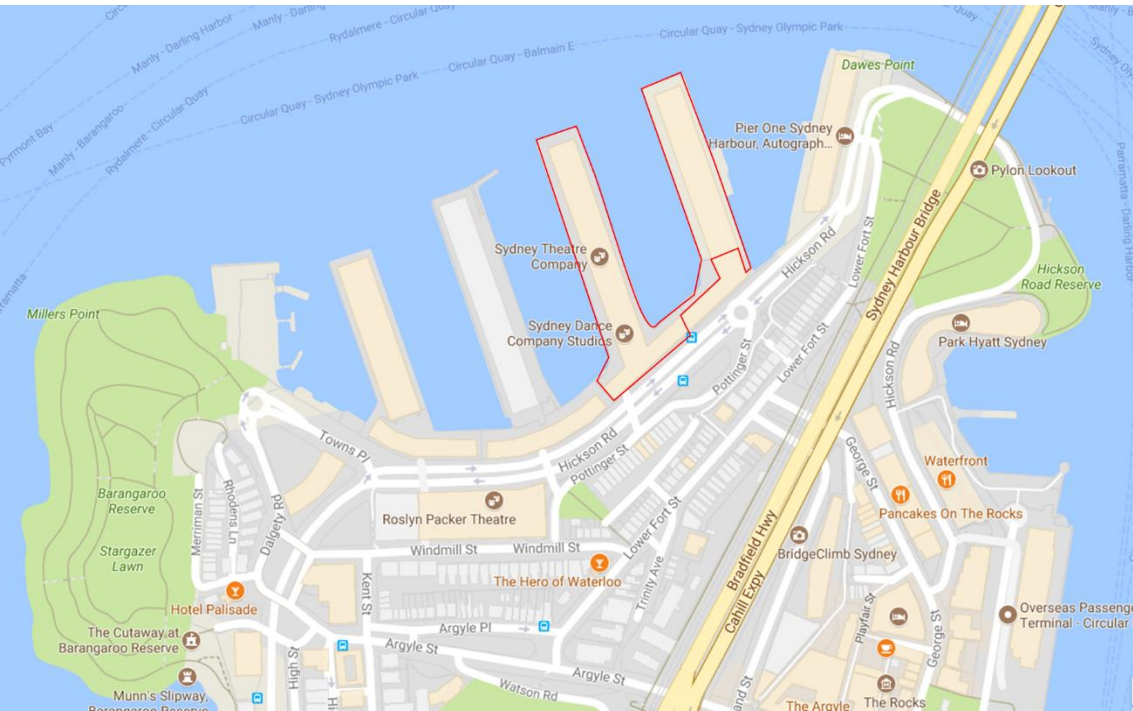 Manly - Darling Harbor
Rydalmere - Circular Quay
Circular Quay - Balmain E
Circular Quay - Sydney Olympic Park
Dawes Point
Circular Quay - Sydney Olympic Park
Pyrmont Bay
Manly - Barangaroo
Rydalmere - Circular Quay
Pier One Sydney
Harbour, Autograph...
Pylon Lookout
Parramatta - Darling Harbor
Sydney Theatre
Company
Hickson Rd
Lower Fort St
Sydney Harbour Bridge
Hickson
Road Reserve
Millers Point
Sydney Dance
Company Studios
Park Hyatt Sydney
Pottinger St
Lower Fort St
Hickson Rd
Towns Pl
Hickson Rd
Pottinger St
George St
Waterfront
Barangaroo
Reserve
Merriman St
Rhodens Ln
Dalgety Rd
Roslyn Packer Theatre
Lower Fort St
Pancakes On The Rocks
Stargazer
Lawn
Windmill St
Windmill St
Bradfield Hwy
BridgeClimb Sydney
The Hero of Waterloo
Trinity Ave
Kent St
Hotel Palisade
Cahill Expy
Playfair St
George St
Overseas Passenge
Terminal - Circular
The Cutaway at
Barangaroo Reserve
Argyle Pl
Argyle St
High St
Argyle St
Watson Rd
Munn's Slipway,
Barangaroo Reserve
The Rocks
The Argyle